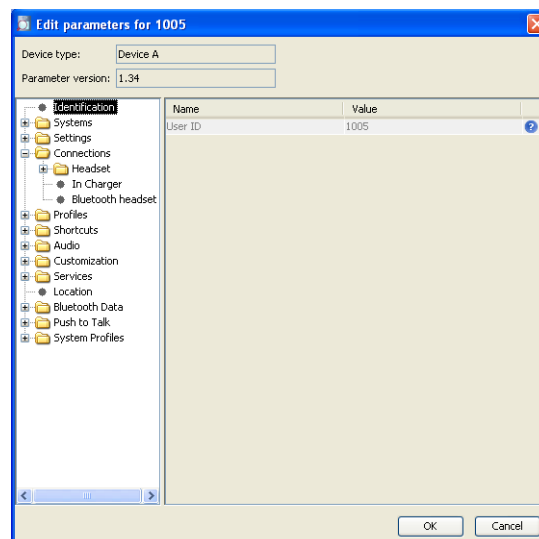 Edit parameters for 1005
Device type: Device A
Parameter version: 1.34
Identification
Systems
Settings
Connections
Headset
In Charger
Bluetooth headset
Profiles
Shortcuts
Audio
Customization
Services
Location
Bluetooth Data
Push to Talk
System Profiles
Name Value
User ID 1005 ?
OK Cancel